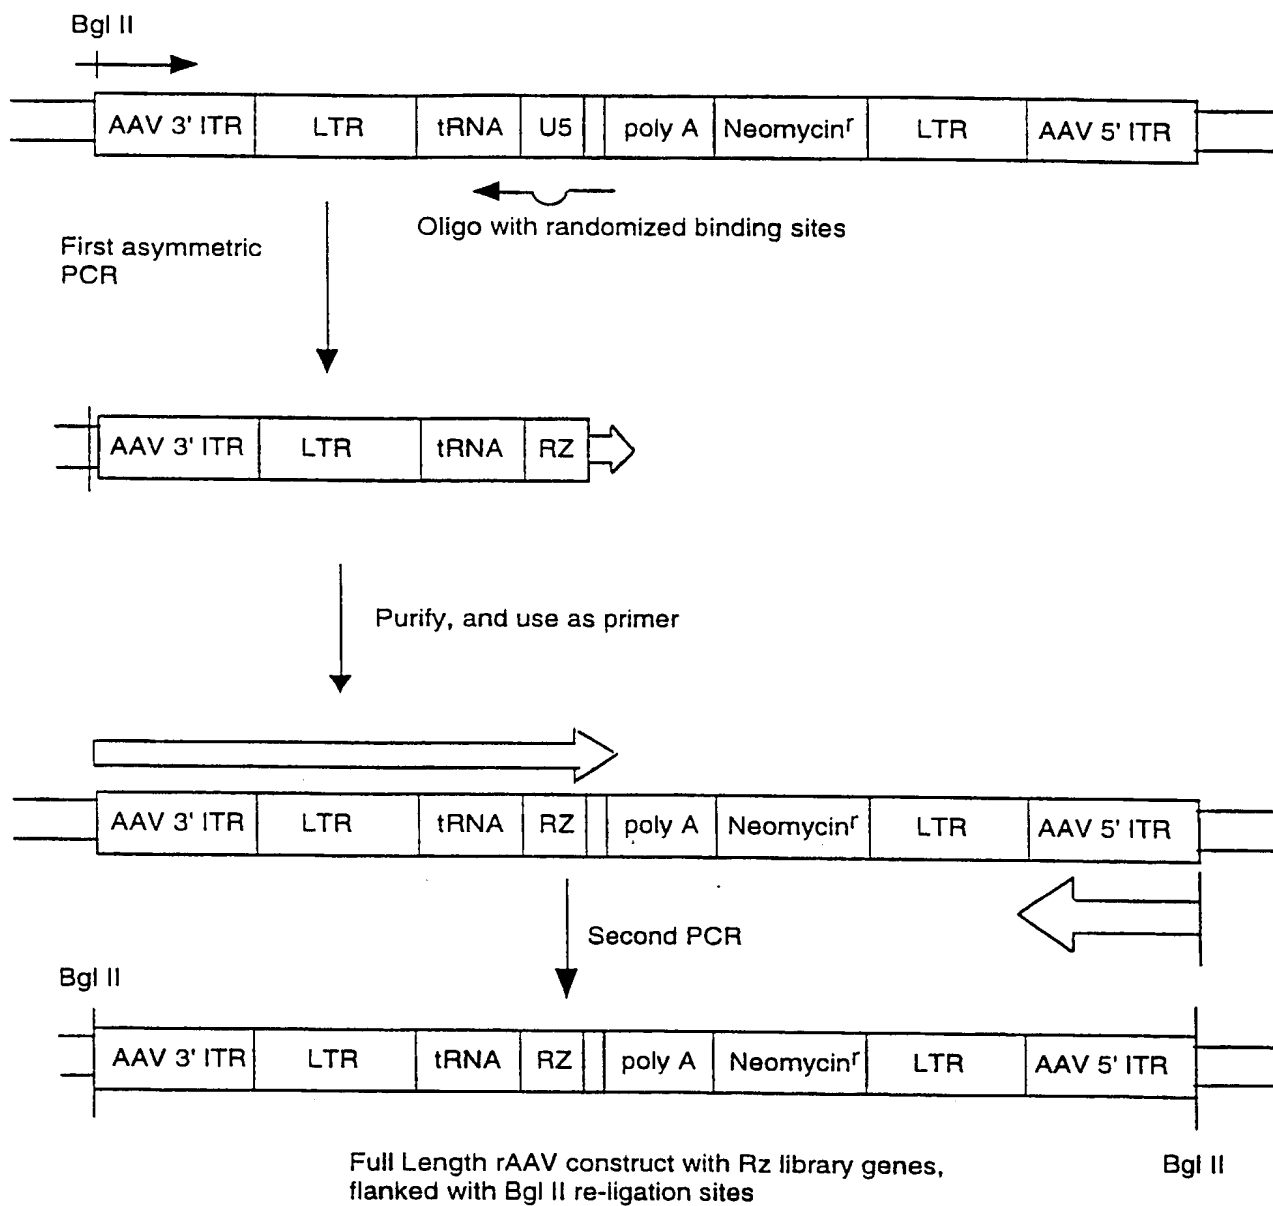 Bgl II
AAV 3' ITR LTR tRNA U5 poly A Neomycinr LTR AAV 5' ITR
Oligo with randomized binding sites
First asymmetric
PCR
AAV 3' ITR LTR tRNA RZ
Purify, and use as primer
AAV 3' ITR LTR tRNA RZ poly A Neomycinr LTR AAV 5' ITR
Second PCR
Bgl II
AAV 3' ITR LTR tRNA RZ poly A Neomycinr LTR AAV 5' ITR
Full Length rAAV construct with Rz library genes,
flanked with Bgl II re-ligation sites
Bgl II